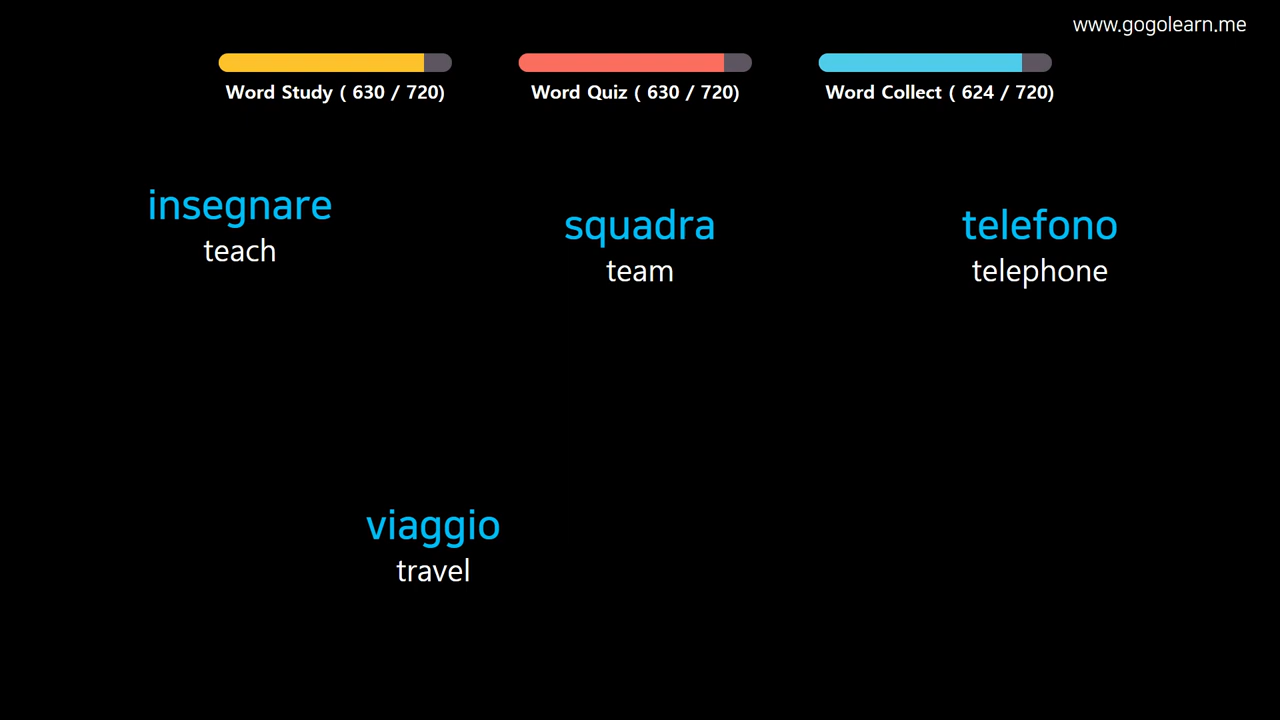 www.gogolearn.me
Word Study ( 630 / 720)
Word Quiz ( 630 / 720)
Word Collect ( 624 / 720)
insegnare
teach
squadra
team
telefono
telephone
viaggio
travel